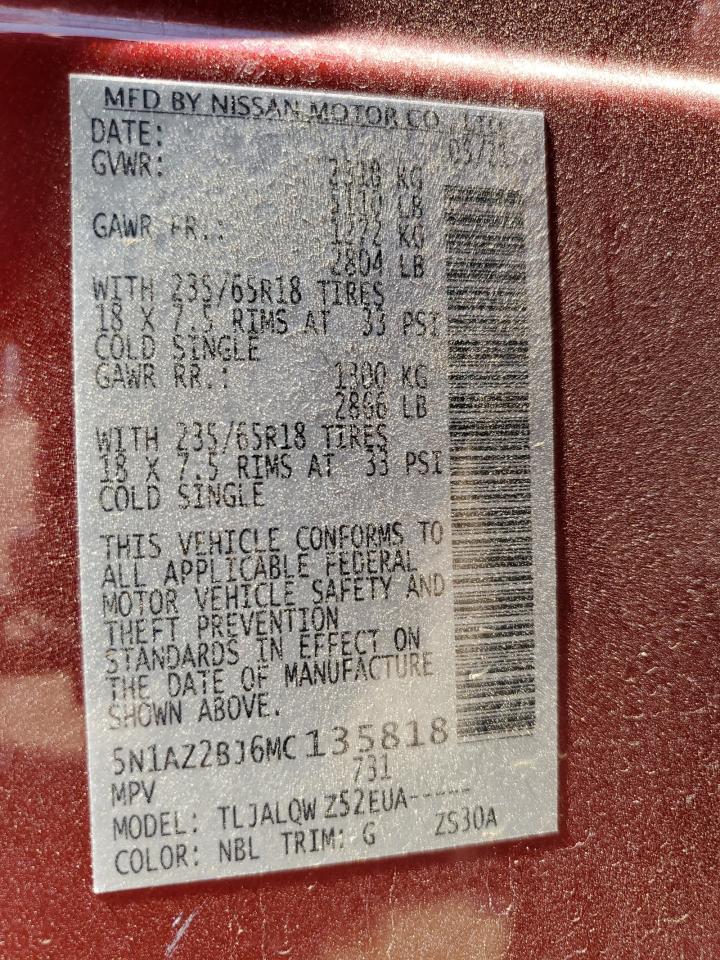 MFD BY NISSAN MOTOR CO., LTD.
DATE:
GVWR: KG
LB
GAWR FR.: 1272 KG
2804 LB
WITH 235/65R18 TIRES
18 X 7.5 RIMS AT 33 PSI
COLD SINGLE
GAWR RR.: 1300 KG
2866 LB
WITH 235/65R18 TIRES
18 X 7.5 RIMS AT 33 PSI
COLD SINGLE
THIS VEHICLE CONFORMS TO
ALL APPLICABLE FEDERAL
MOTOR VEHICLE SAFETY AND
THEFT PREVENTION
STANDARDS IN EFFECT ON
THE DATE OF MANUFACTURE
SHOWN ABOVE.
5N1AZ2BJ6MC135818
MPV 731
MODEL: TLJALQW Z52EUA-----
COLOR: NBL TRIM: G ZS30A